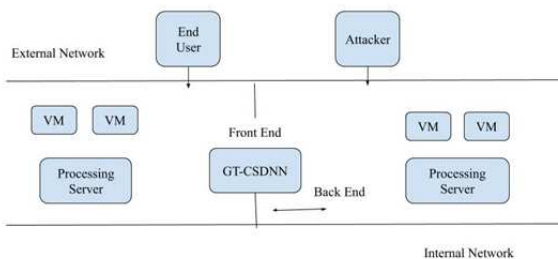 End
User
Attacker
External Network
VM
VM
Front End
VM
VM
Processing
Server
GT-CSDNN
Back End
Processing
Server
Internal Network